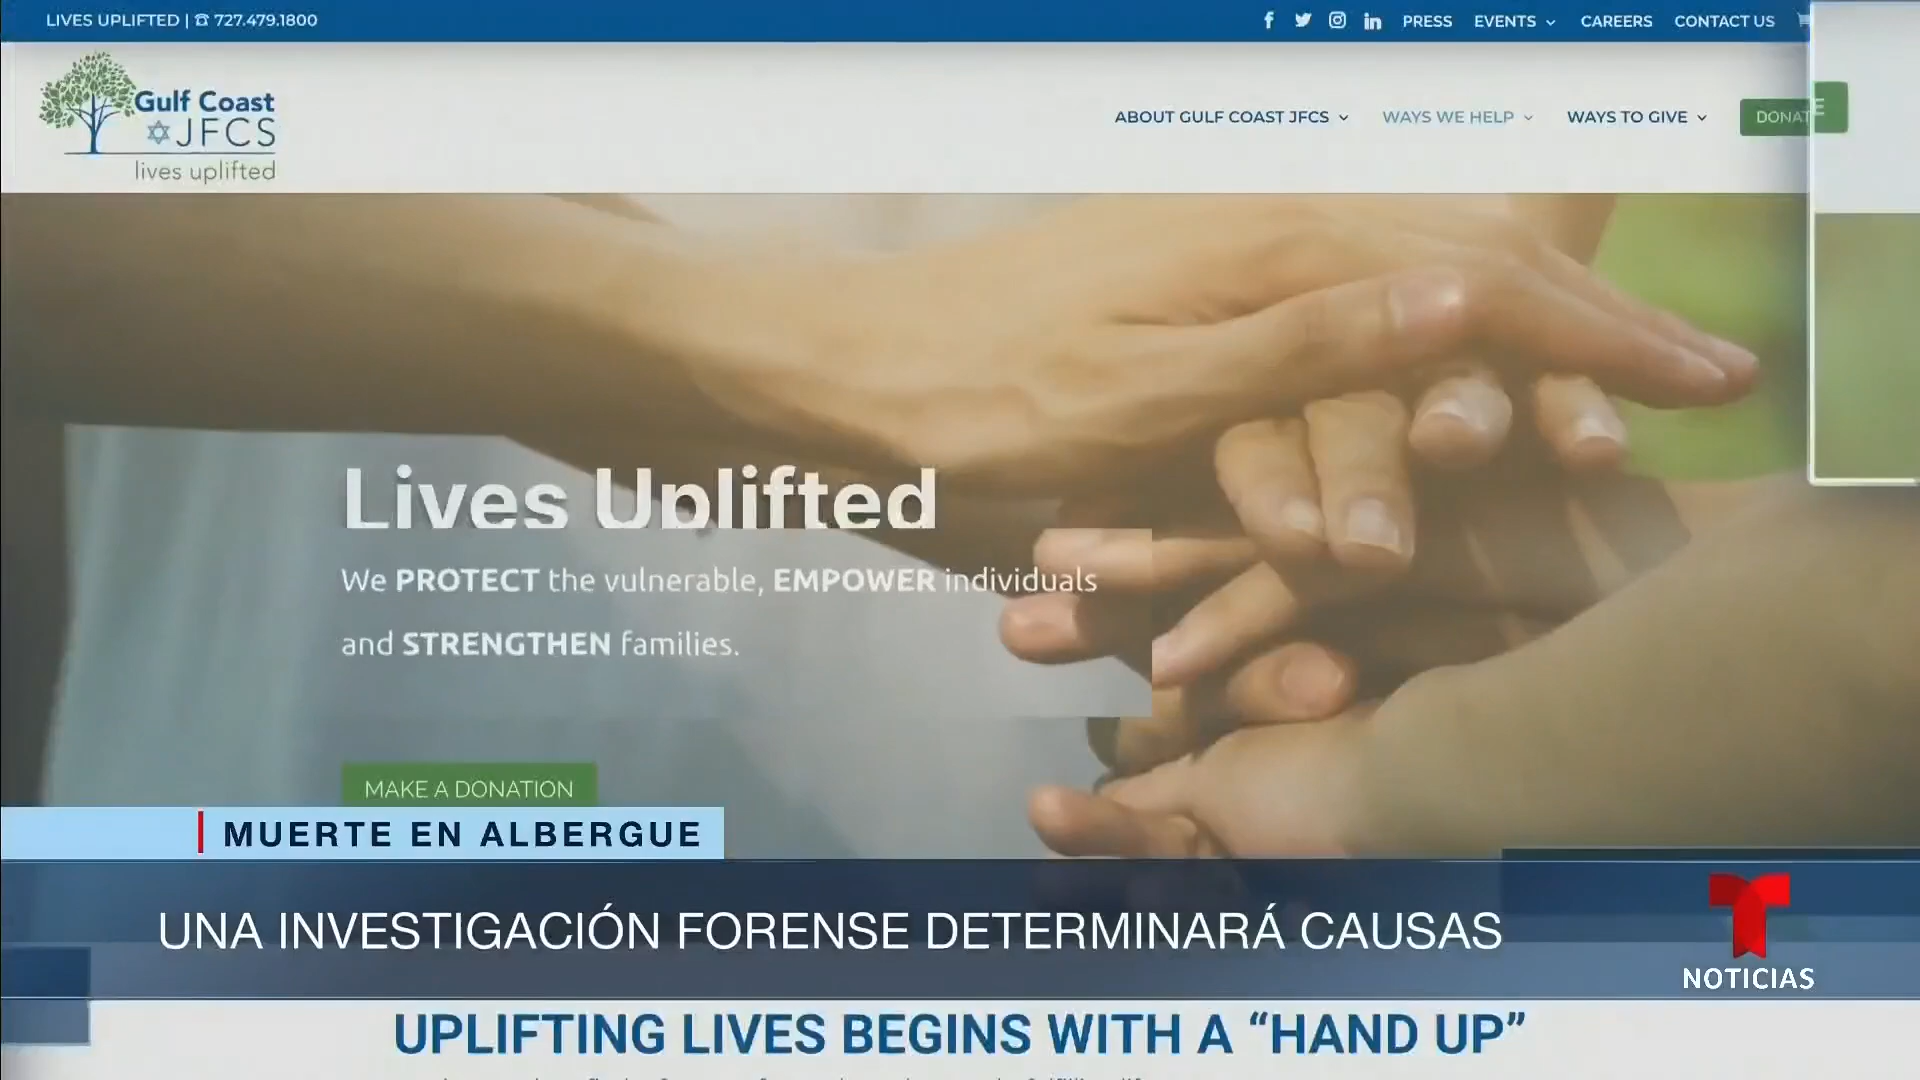 LIVES UPLIFTED | ☎ 727.479.1800
PRESS EVENTS CAREERS CONTACT US
Gulf Coast
JFCS
lives uplifted
ABOUT GULF COAST JFCS WAYS WE HELP WAYS TO GIVE DONAT E
Lives Uplifted
We PROTECT the vulnerable, EMPOWER individuals
and STRENGTHEN families.
MAKE A DONATION
MUERTE EN ALBERGUE
UNA INVESTIGACIÓN FORENSE DETERMINARÁ CAUSAS
NOTICIAS
UPLIFTING LIVES BEGINS WITH A “HAND UP”